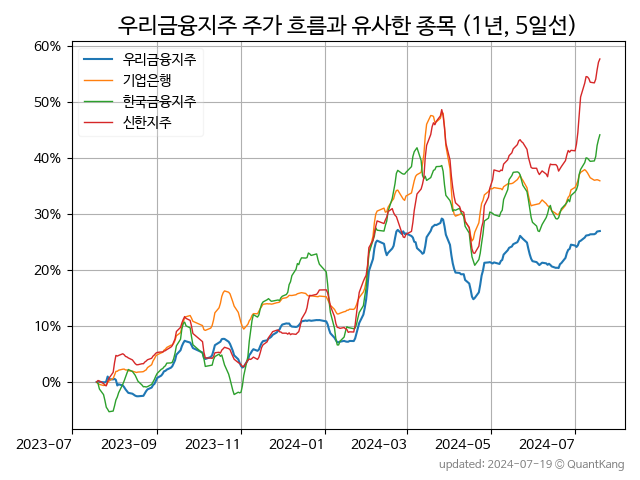 우리금융지주 주가 흐름과 유사한 종목 (1년, 5일선)
60%
50%
40%
30%
20%
10%
0%
우리금융지주
기업은행
한국금융지주
신한지주
2023-07 2023-09 2023-11 2024-01 2024-03 2024-05 2024-07
updated: 2024-07-19 @ QuantKang